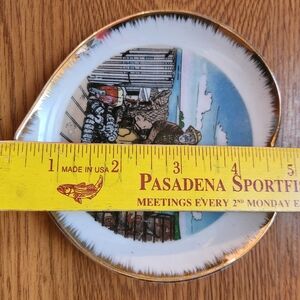 1 MADE IN USA 2 3 4 5
PASADENA SPORTFI
MEETINGS EVERY 2ND MONDAY E